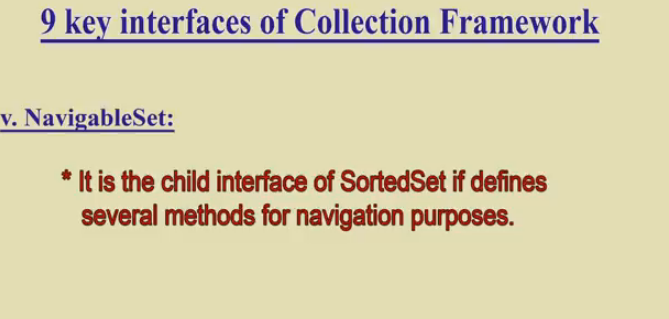 9 key interfaces of Collection Framework
v. NavigableSet:
* It is the child interface of SortedSet if defines
several methods for navigation purposes.